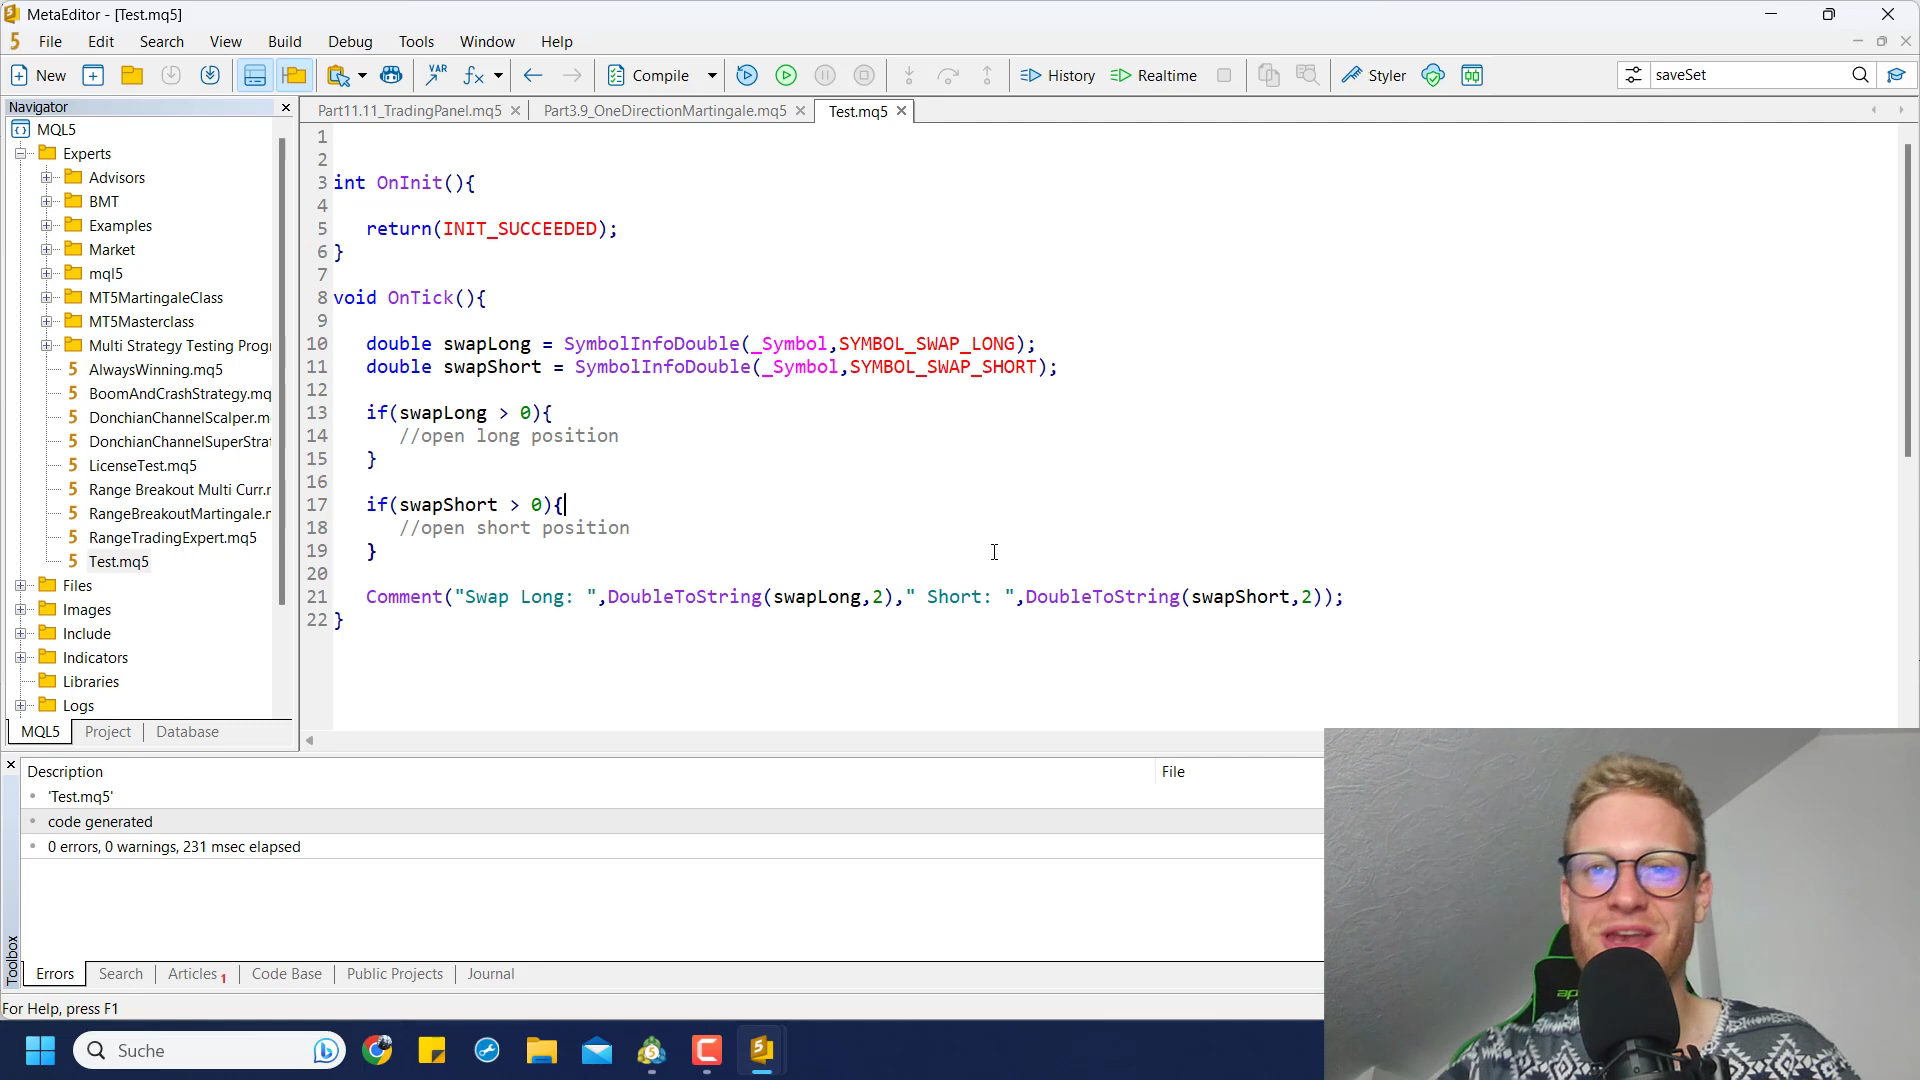 MetaEditor - [Test.mq5]
File Edit Search View Build Debug Tools Window Help
New
VAR
fx
Compile
History
Realtime
Styler
saveSet
Navigator
Part11.11_TradingPanel.mq5
Part3.9_OneDirectionMartingale.mq5
Test.mq5
MQL5
Experts
Advisors
BMT
Examples
Market
mql5
MT5MartingaleClass
MT5Masterclass
Multi Strategy Testing Progr
AlwaysWinning.mq5
BoomAndCrashStrategy.mq
DonchianChannelScalper.m
DonchianChannelSuperStrat
LicenseTest.mq5
Range Breakout Multi Curr.m
RangeBreakoutMartingale.m
RangeTradingExpert.mq5
Test.mq5
Files
Images
Include
Indicators
Libraries
Logs
MQL5 Project Database
1
2
3 int OnInit(){
4
5 return(INIT_SUCCEEDED);
6 }
7
8 void OnTick(){
9
10 double swapLong = SymbolInfoDouble(_Symbol,SYMBOL_SWAP_LONG);
11 double swapShort = SymbolInfoDouble(_Symbol,SYMBOL_SWAP_SHORT);
12
13 if(swapLong > 0){
14 //open long position
15 }
16
17 if(swapShort > 0){
18 //open short position
19 }
20
21 Comment("Swap Long: ",DoubleToString(swapLong,2)," Short: ",DoubleToString(swapShort,2));
22 }
Description File
'Test.mq5'
code generated
0 errors, 0 warnings, 231 msec elapsed
Toolbox
Errors Search Articles 1 Code Base Public Projects Journal
For Help, press F1
Suche